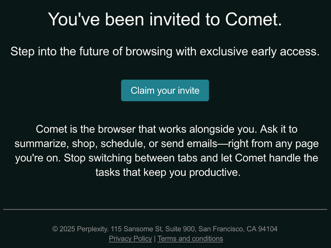 You've been invited to Comet.
Step into the future of browsing with exclusive early access.
Claim your invite
Comet is the browser that works alongside you. Ask it to
summarize, shop, schedule, or send emails—right from any page
you're on. Stop switching between tabs and let Comet handle the
tasks that keep you productive.
© 2025 Perplexity. 115 Sansome St, Suite 900, San Francisco, CA 94104
Privacy Policy | Terms and conditions